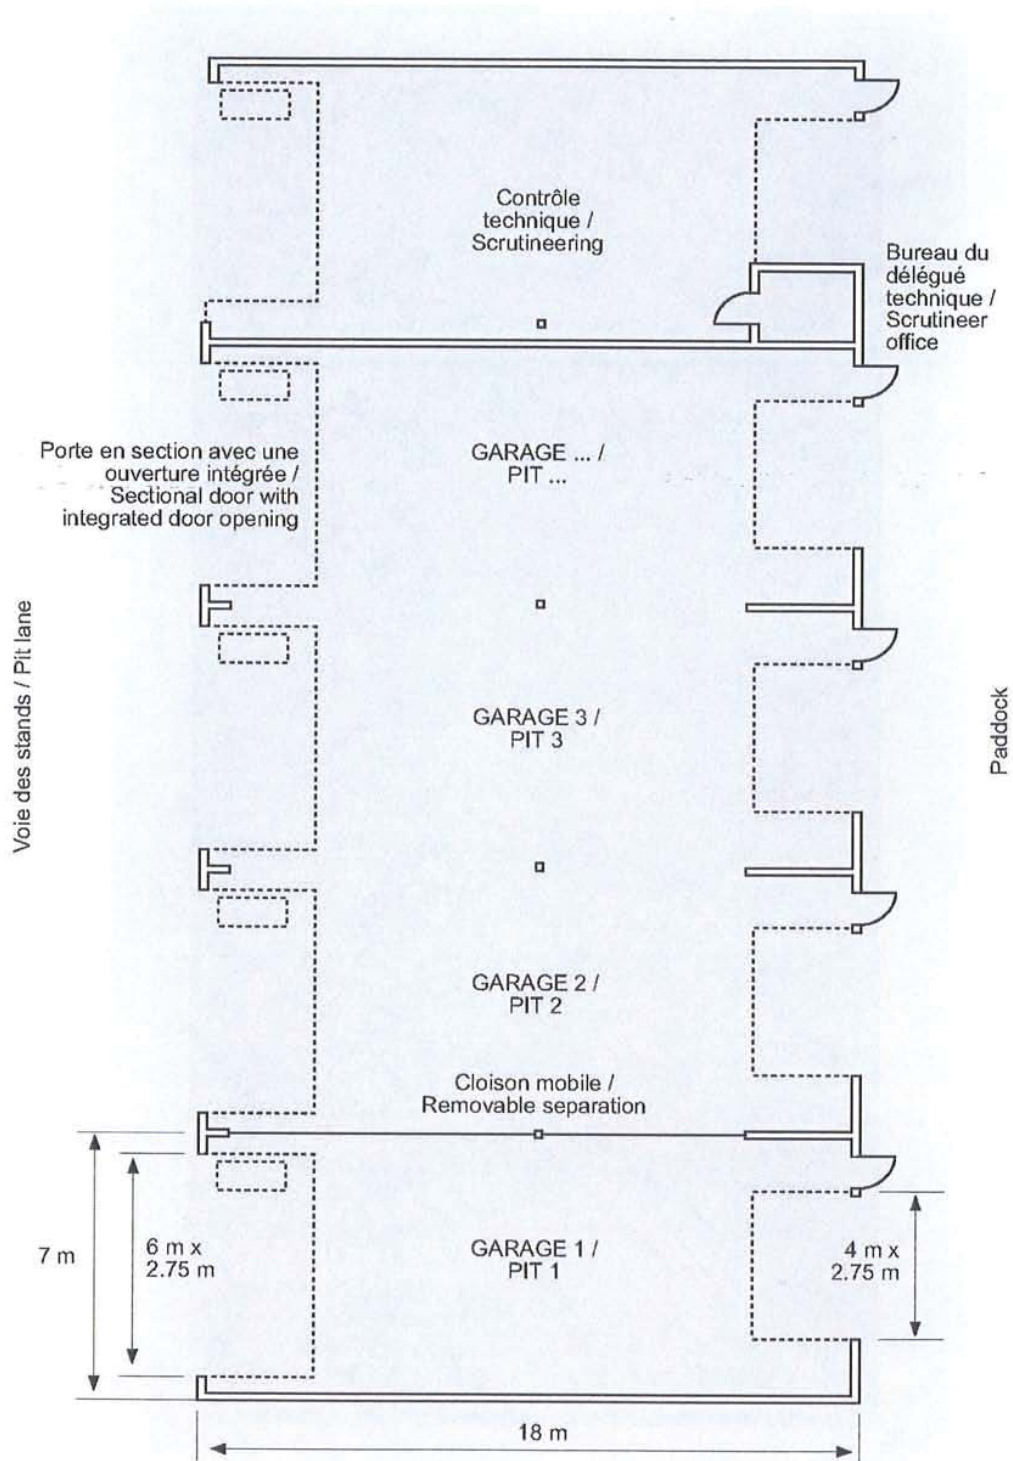 Contrôle
technique /
Scrutineering
Bureau du
délégué
technique /
Scrutineer
office
Porte en section avec une
ouverture intégrée /
Sectional door with
integrated door opening
GARAGE ... /
PIT ...
Voie des stands / Pit lane
GARAGE 3 /
PIT 3
Paddock
GARAGE 2 /
PIT 2
Cloison mobile /
Removable separation
7 m
6 m x
2.75 m
GARAGE 1 /
PIT 1
4 m x
2.75 m
18 m